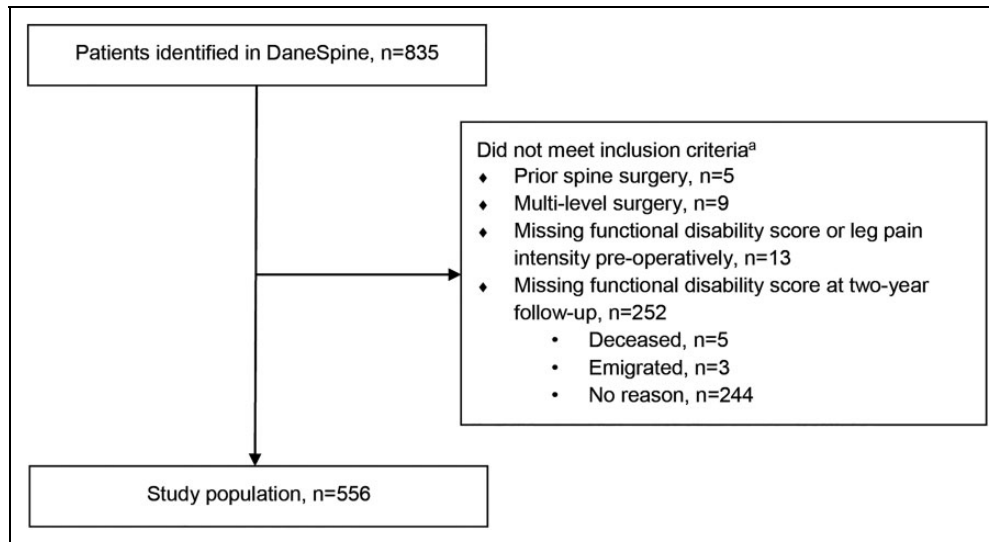 Patients identified in DaneSpine, n=835
Did not meet inclusion criteriaᵃ
♦ Prior spine surgery, n=5
♦ Multi-level surgery, n=9
♦ Missing functional disability score or leg pain
intensity pre-operatively, n=13
♦ Missing functional disability score at two-year
follow-up, n=252
• Deceased, n=5
• Emigrated, n=3
• No reason, n=244
Study population, n=556